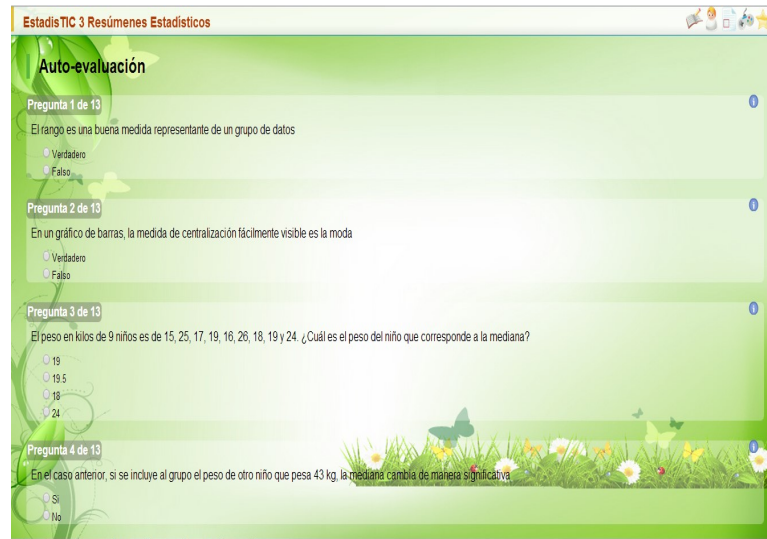 EstadisTIC 3 Resúmenes Estadísticos
Auto-evaluación
Pregunta 1 de 13
El rango es una buena medida representante de un grupo de datos
Verdadero
Falso
Pregunta 2 de 13
En un gráfico de barras, la medida de centralización fácilmente visible es la moda
Verdadero
Falso
Pregunta 3 de 13
El peso en kilos de 9 niños es de 15, 25, 17, 19, 16, 26, 18, 19 y 24. ¿Cuál es el peso del niño que corresponde a la mediana?
19
19.5
18
24
Pregunta 4 de 13
En el caso anterior, si se incluye al grupo el peso de otro niño que pesa 43 kg, la mediana cambia de manera significativa
Si
No